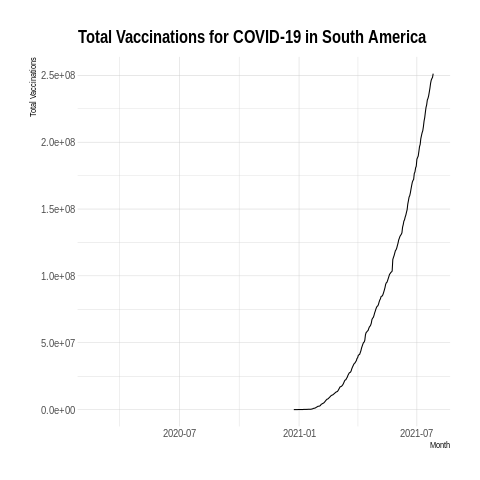 Total Vaccinations for COVID-19 in South America
Total Vaccinations
2.5e+08
2.0e+08
1.5e+08
1.0e+08
5.0e+07
0.0e+00
2020-07 2021-01 2021-07
Month